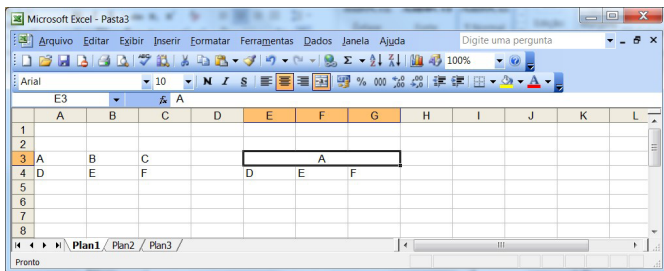 Microsoft Excel - Pasta3
Arquivo Editar Exibir Inserir Formatar Ferramentas Dados Janela Ajuda Digite uma pergunta
100%
Arial 10 N I S % 000
E3 fx A
A B C D E F G H I J K L
1
2
3 A B C A
4 D E F D E F
5
6
7
8
Plan1 Plan2 Plan3
Pronto